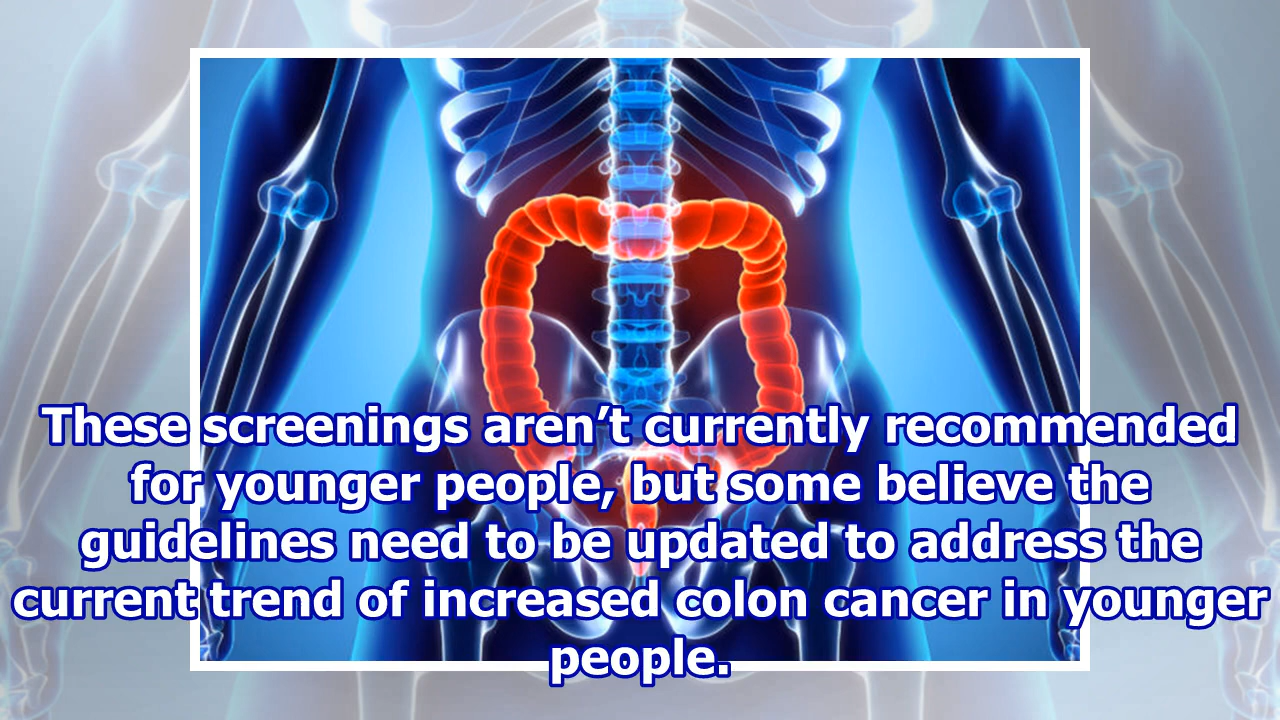 These screenings aren’t currently recommended
for younger people, but some believe the
guidelines need to be updated to address the
current trend of increased colon cancer in younger
people.